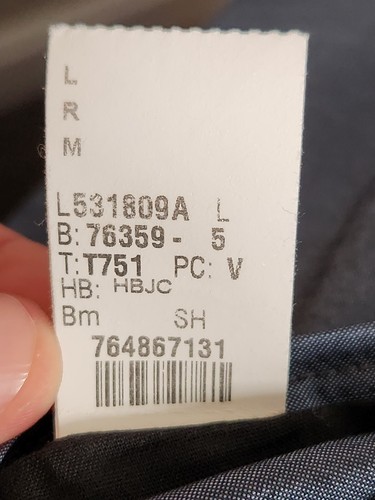 L
R
M
L531809A L
B: 76359 - 5
T: T751 PC: V
HB: HBJC
Bm SH
764867131